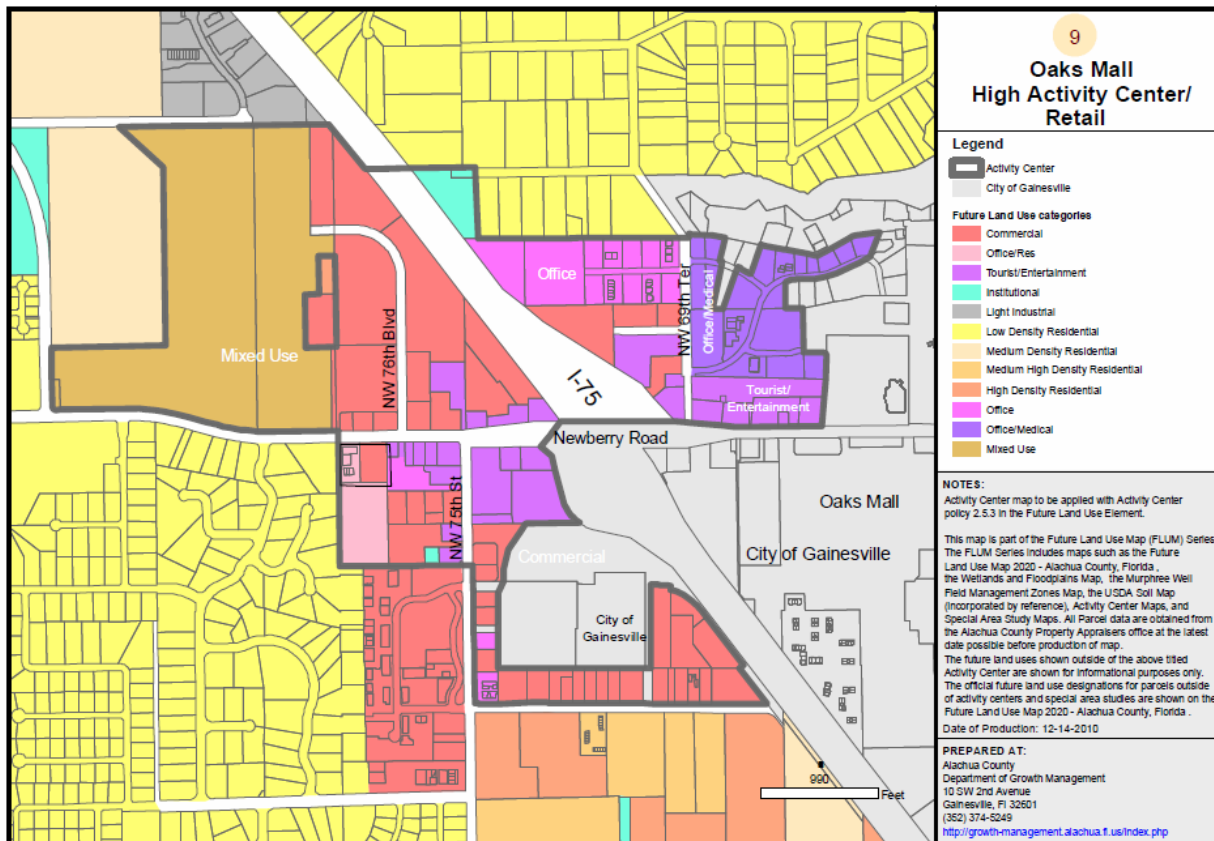 9
Oaks Mall
High Activity Center/
Retail
Legend
Activity Center
City of Gainesville
Future Land Use categories
Commercial
Office/Res
Tourist/Entertainment
Institutional
Light Industrial
Low Density Residential
Medium Density Residential
Medium High Density Residential
High Density Residential
Office
Office/Medical
Mixed Use
NOTES:
Activity Center map to be applied with Activity Center
policy 2.5.3 in the Future Land Use Element.
This map is part of the Future Land Use Map (FLUM) Series.
The FLUM Series includes maps such as the Future
Land Use Map 2020 - Alachua County, Florida ,
the Wetlands and Floodplains Map, the Murphree Well
Field Management Zones Map, the USDA Soil Map
(incorporated by reference), Activity Center Maps, and
Special Area Study Maps. All Parcel data are obtained from
the Alachua County Property Appraisers office at the latest
date possible before production of map.
The future land uses shown outside of the above titled
Activity Center are shown for informational purposes only.
The official future land use designations for parcels outside
of activity centers and special area studies are shown on the
Future Land Use Map 2020 - Alachua County, Florida .
Date of Production: 12-14-2010
PREPARED AT:
Alachua County
Department of Growth Management
10 SW 2nd Avenue
Gainesville, Fl 32601
(352) 374-5249
http://growth-management.alachua.fl.us/index.php
Office
NW 69th Ter
Office/Medical
Mixed Use
NW 76th Blvd
I-75
Tourist/
Entertainment
Newberry Road
NW 75th St
Oaks Mall
Commercial
City of Gainesville
City of
Gainesville
990
Feet